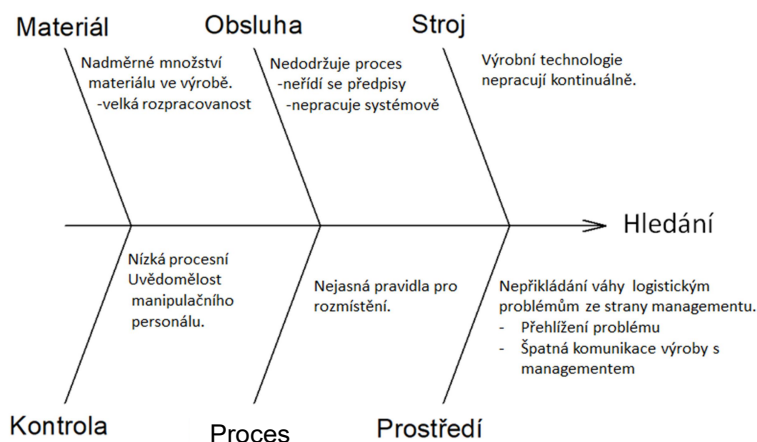 Materiál
Obsluha
Stroj
Nadměrné množství
materiálu ve výrobě.
-velká rozpracovanost
Nedodržuje proces
-neřídí se předpisy
-nepracuje systémově
Výrobní technologie
nepracují kontinuálně.
Hledání
Nízká procesní
Uvědomělost
manipulačního
personálu.
Nejasná pravidla pro
rozmístění.
Nepřikládání váhy logistickým
problémům ze strany managementu.
- Přehlížení problému
- Špatná komunikace výroby s
managementem
Kontrola
Proces
Prostředí